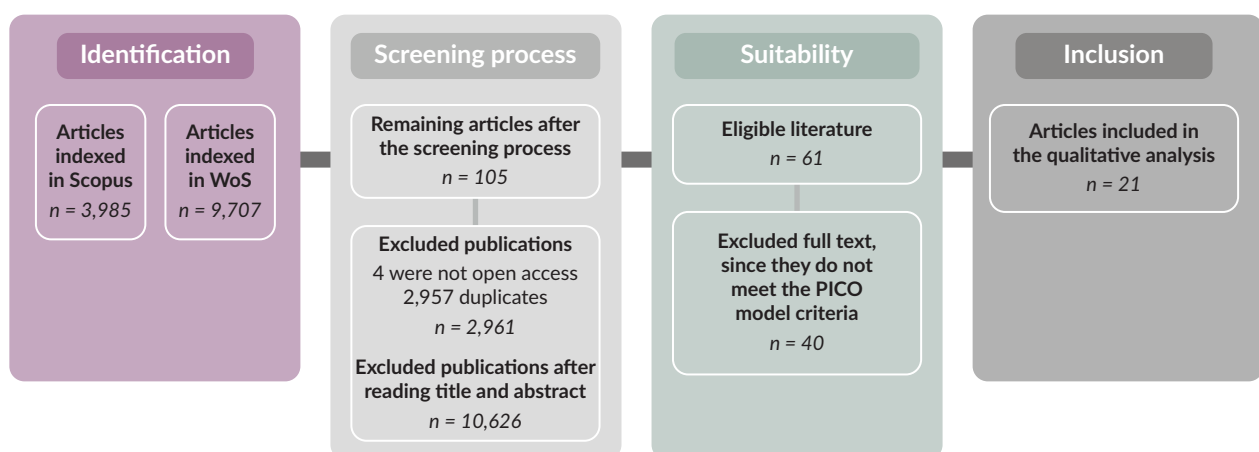 Identification
Articles
indexed
in Scopus
n = 3,985
Articles
indexed
in WoS
n = 9,707
Screening process
Remaining articles after
the screening process
n = 105
Excluded publications
4 were not open access
2,957 duplicates
n = 2,961
Excluded publications after
reading title and abstract
n = 10,626
Suitability
Eligible literature
n = 61
Excluded full text,
since they do not
meet the PICO
model criteria
n = 40
Inclusion
Articles included in
the qualitative analysis
n = 21